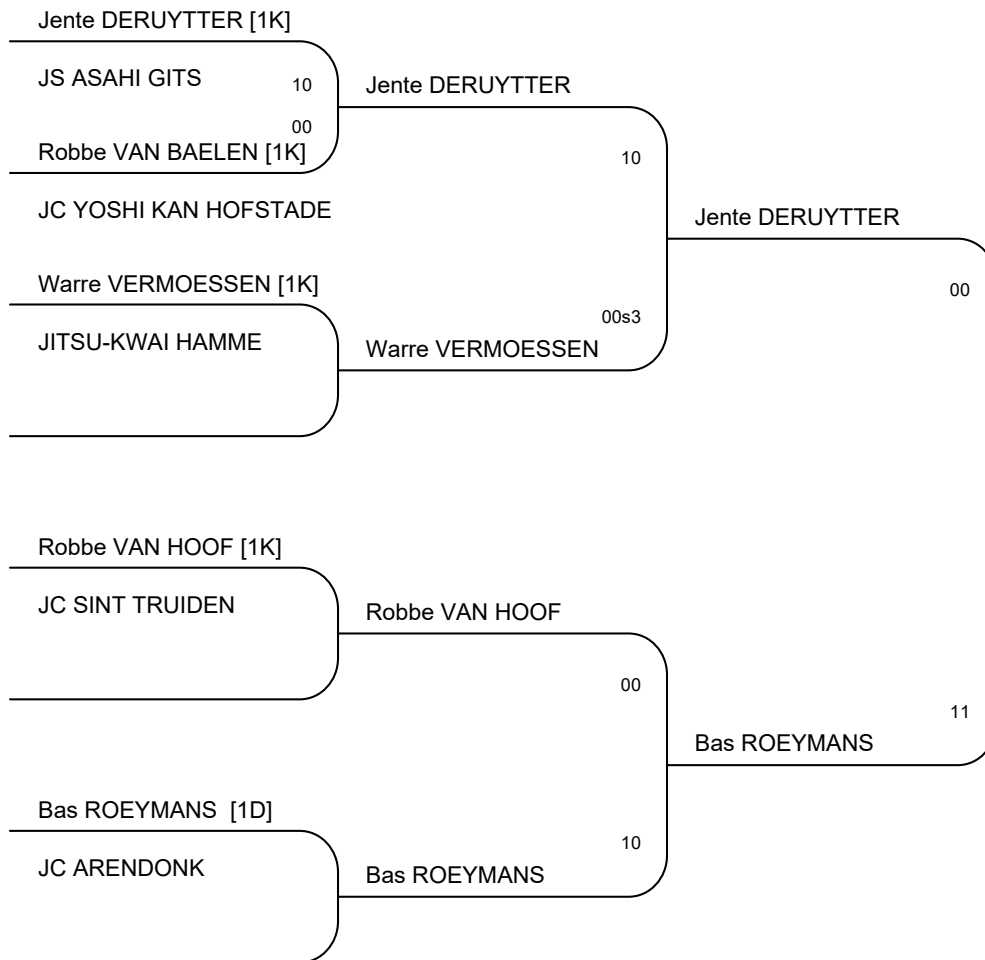 Jente DERUYTTER [1K]
JS ASAHI GITS
10
00
Robbe VAN BAELEN [1K]
JC YOSHI KAN HOFSTADE
Warre VERMOESSEN [1K]
JITSU-KWAI HAMME
Robbe VAN HOOF [1K]
JC SINT TRUIDEN
Bas ROEYMANS [1D]
JC ARENDONK
Jente DERUYTTER
10
00s3
Warre VERMOESSEN
Robbe VAN HOOF
00
10
Bas ROEYMANS
Jente DERUYTTER
00
11
Bas ROEYMANS